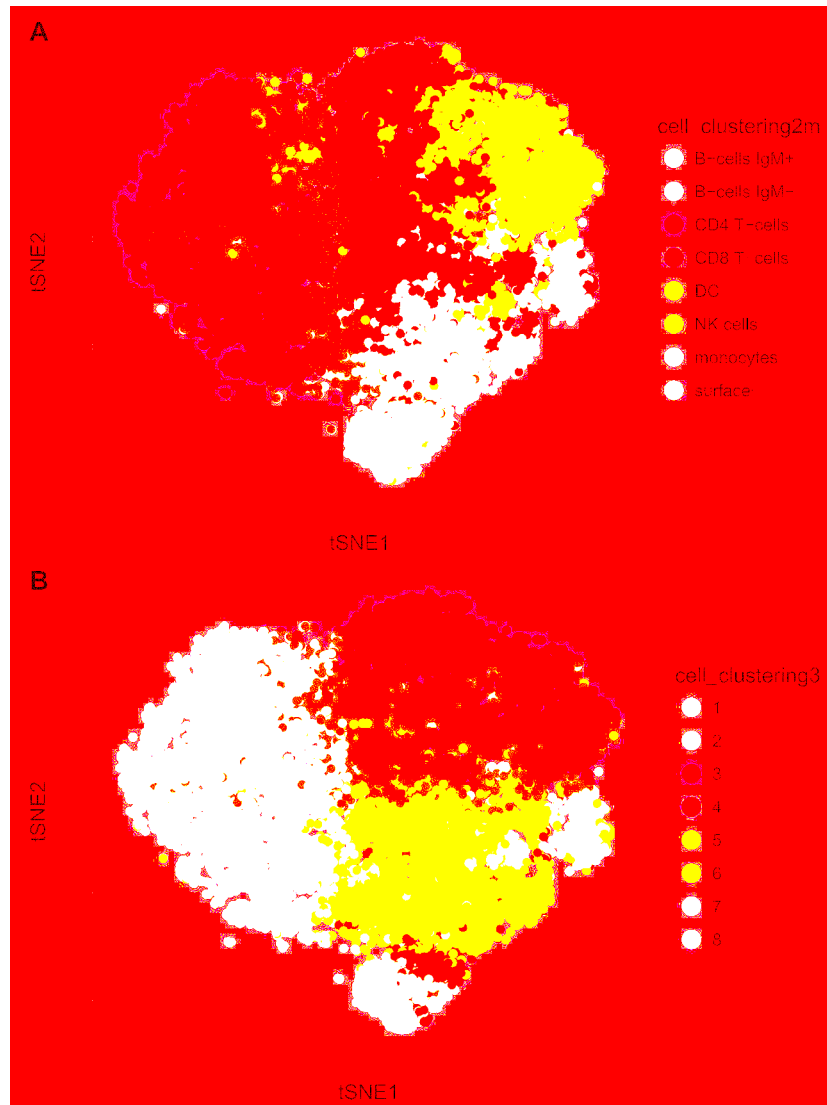 A
cell_clustering2m
B-cells IgM+
B-cells IgM-
CD4 T-cells
CD8 T-cells
DC
NK cells
monocytes
surface-
tSNE2
tSNE1
B
cell_clustering3
1
2
3
4
5
6
7
8
tSNE2
tSNE1